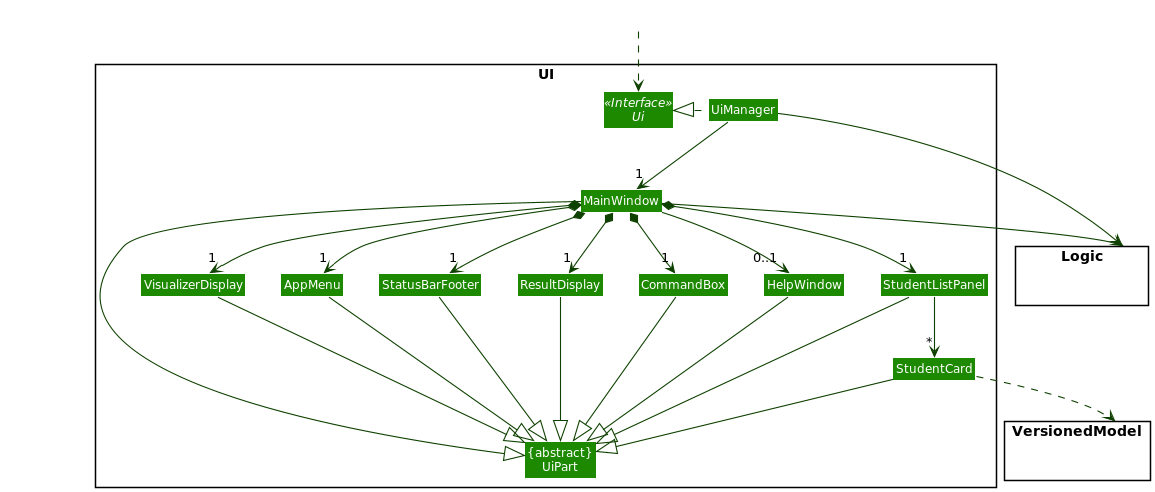 UI
«Interface»
Ui
UiManager
1
MainWindow
1
1
1
1
1
0..1
1
Logic
VisualizerDisplay
AppMenu
StatusBarFooter
ResultDisplay
CommandBox
HelpWindow
StudentListPanel
*
StudentCard
VersionedModel
{abstract}
UiPart